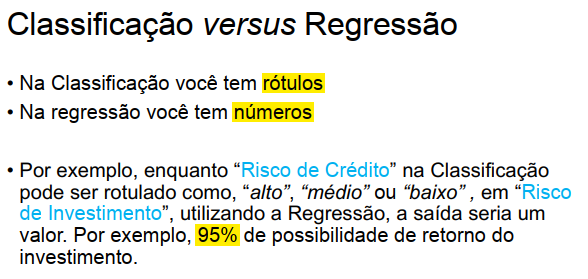 Classificação versus Regressão
• Na Classificação você tem rótulos
• Na regressão você tem números
• Por exemplo, enquanto “Risco de Crédito” na Classificação
pode ser rotulado como, “alto”, “médio” ou “baixo” , em “Risco
de Investimento”, utilizando a Regressão, a saída seria um
valor. Por exemplo, 95% de possibilidade de retorno do
investimento.